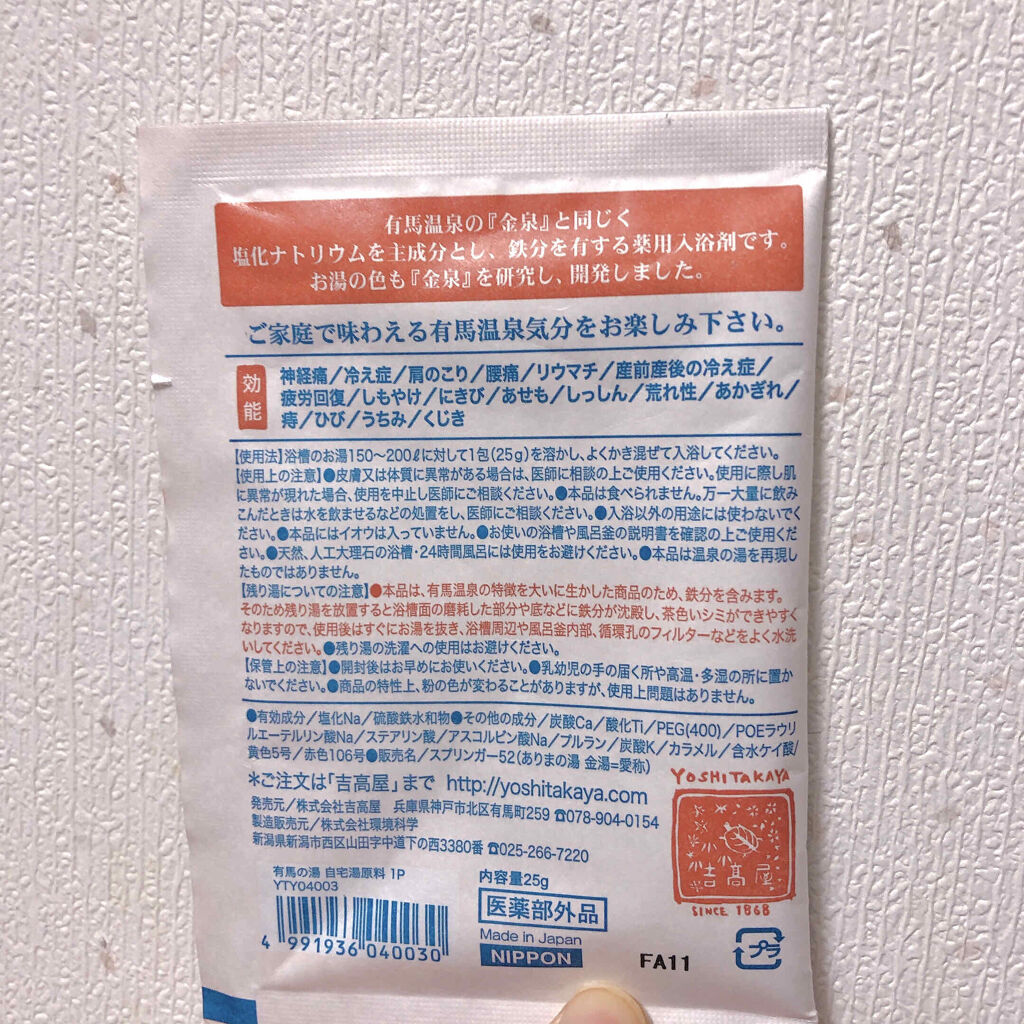 有馬温泉の『金泉』と同じく
塩化ナトリウムを主成分とし、鉄分を有する薬用入浴剤です。
お湯の色も『金泉』を研究し、開発しました。
ご家庭で味わえる有馬温泉気分をお楽しみ下さい。
効能
神経痛／冷え症／肩のこり／腰痛／リウマチ／産前産後の冷え症／
疲労回復／しもやけ／にきび／あせも／しっしん／荒れ性／あかぎれ／
痔／ひび／うちみ／くじき
【使用法】浴槽のお湯150〜200ℓに対して1包(25g)を溶かし、よくかき混ぜて入浴してください。
【使用上の注意】●皮膚又は体質に異常がある場合は、医師に相談の上ご使用ください。使用に際し肌
に異常が現れた場合、使用を中止し医師にご相談ください。●本品は食べられません。万一大量に飲み
こんだときは水を飲ませるなどの処置をし、医師にご相談ください。●入浴以外の用途には使わないでく
ださい。●本品にはイオウは入っていません。●お使いの浴槽や風呂釜の説明書を確認の上ご使用くだ
さい。●天然、人工大理石の浴槽・24時間風呂には使用をお避けください。●本品は温泉の湯を再現し
たものではありません。
【残り湯についての注意】●本品は、有馬温泉の特徴を大いに生かした商品のため、鉄分を含みます。
そのため残り湯を放置すると浴槽面の磨耗した部分や底などに鉄分が沈殿し、茶色いシミができやすく
なりますので、使用後はすぐにお湯を抜き、浴槽周辺や風呂釜内部、循環孔のフィルターなどをよく水洗
いしてください。●残り湯の洗濯への使用はお避けください。
【保管上の注意】●開封後はお早めにお使いください。●乳幼児の手の届く所や高温・多湿の所に置か
ないでください。●商品の特性上、粉の色が変わることがありますが、使用上問題はありません。
●有効成分／塩化Na／硫酸鉄水和物●その他の成分／炭酸Ca／酸化Ti／PEG(400)／POEラウリ
ルエーテルリン酸Na／ステアリン酸／アスコルビン酸Na／プルラン／炭酸K／カラメル／含水ケイ酸／
黄色5号／赤色106号●販売名／スプリンガー52(ありまの湯 金湯=愛称)
＊ご注文は「吉高屋」まで http://yoshitakaya.com
発売元／株式会社吉高屋 兵庫県神戸市北区有馬町259 ☎078-904-0154
製造販売元／株式会社環境科学
新潟県新潟市西区山田字中道下の西3380番 ☎025-266-7220
YOSHITAKAYA
吉髙屋
SINCE 1868
有馬の湯 自宅湯原料 1P
YTY04003
4 991936 040030
内容量25g
医薬部外品
Made in Japan
NIPPON
FA11
プラ